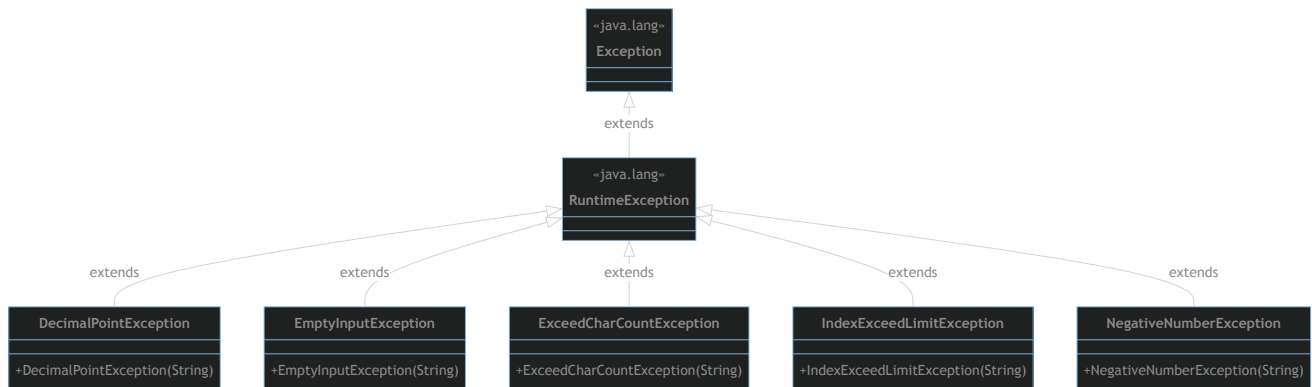 «java.lang»
Exception
extends
«java.lang»
RuntimeException
extends
extends
extends
extends
extends
DecimalPointException
+DecimalPointException(String)
EmptyInputException
+EmptyInputException(String)
ExceedCharCountException
+ExceedCharCountException(String)
IndexExceedLimitException
+IndexExceedLimitException(String)
NegativeNumberException
+NegativeNumberException(String)